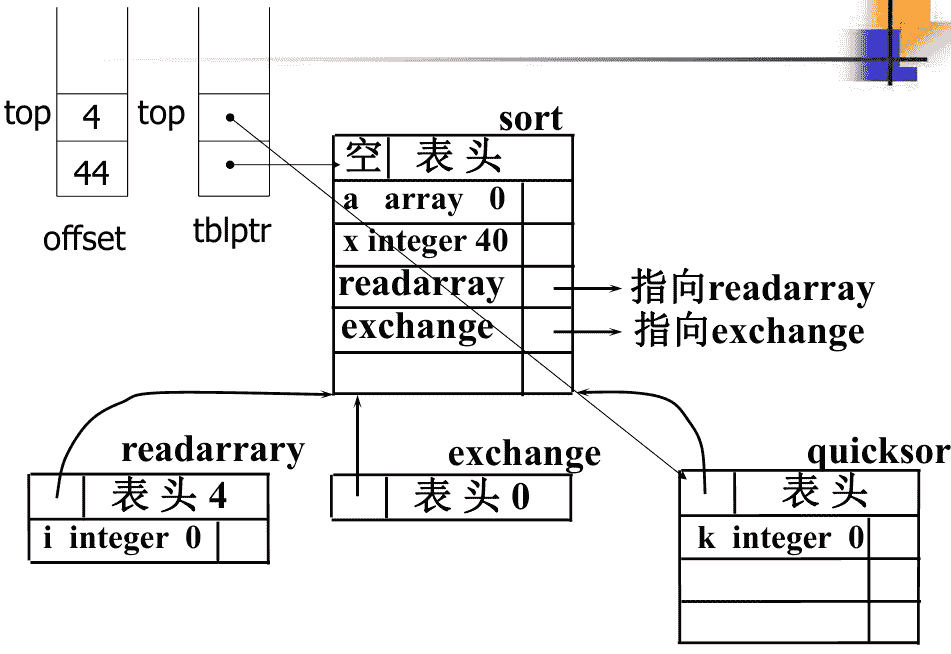 top 4 top
44
offset tblptr
sort
空 表 头
a array 0
x integer 40
readarray 指向readarray
exchange 指向exchange
readarrary exchange quicksor
表 头 4 表 头 0 表 头
i integer 0 k integer 0